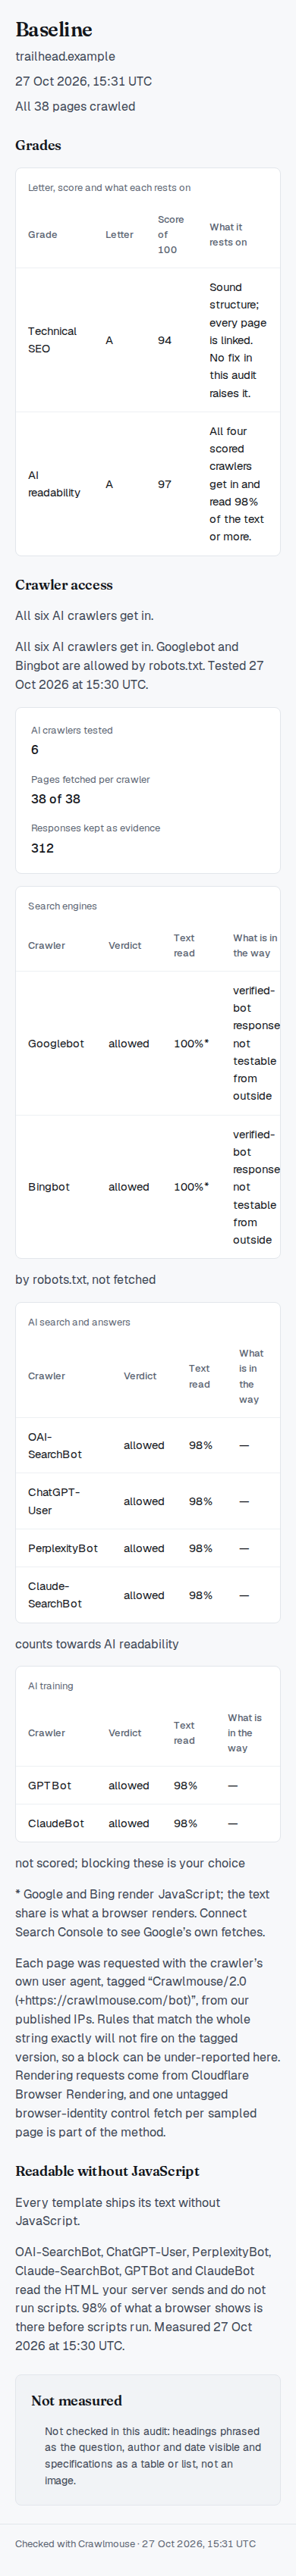 Baseline
trailhead.example
27 Oct 2026, 15:31 UTC
All 38 pages crawled
Grades
Letter, score and what each rests on
Grade
Letter
Score of 100
What it rests on
Technical SEO
A
94
Sound structure; every page is linked. No fix in this audit raises it.
AI readability
A
97
All four scored crawlers get in and read 98% of the text or more.
Crawler access
All six AI crawlers get in.
All six AI crawlers get in. Googlebot and
Bingbot are allowed by robots.txt. Tested 27
Oct 2026 at 15:30 UTC.
AI crawlers tested
6
Pages fetched per crawler
38 of 38
Responses kept as evidence
312
Search engines
Crawler
Verdict
Text read
What is in the way
Googlebot
allowed
100%*
verified-bot response not testable from outside
Bingbot
allowed
100%*
verified-bot response not testable from outside
by robots.txt, not fetched
AI search and answers
Crawler
Verdict
Text read
What is in the way
OAI-SearchBot
allowed
98%
—
ChatGPT-User
allowed
98%
—
PerplexityBot
allowed
98%
—
Claude-SearchBot
allowed
98%
—
counts towards AI readability
AI training
Crawler
Verdict
Text read
What is in the way
GPTBot
allowed
98%
—
ClaudeBot
allowed
98%
—
not scored; blocking these is your choice
* Google and Bing render JavaScript; the text
share is what a browser renders. Connect
Search Console to see Google's own fetches.
Each page was requested with the crawler's
own user agent, tagged “Crawlmouse/2.0
(+https://crawlmouse.com/bot)”, from our
published IPs. Rules that match the whole
string exactly will not fire on the tagged
version, so a block can be under-reported here.
Rendering requests come from Cloudflare
Browser Rendering, and one untagged
browser-identity control fetch per sampled
page is part of the method.
Readable without JavaScript
Every template ships its text without
JavaScript.
OAI-SearchBot, ChatGPT-User, PerplexityBot,
Claude-SearchBot, GPTBot and ClaudeBot
read the HTML your server sends and do not
run scripts. 98% of what a browser shows is
there before scripts run. Measured 27 Oct
2026 at 15:30 UTC.
Not measured
Not checked in this audit: headings phrased
as the question, author and date visible and
specifications as a table or list, not an
image.
Checked with Crawlmouse · 27 Oct 2026, 15:31 UTC